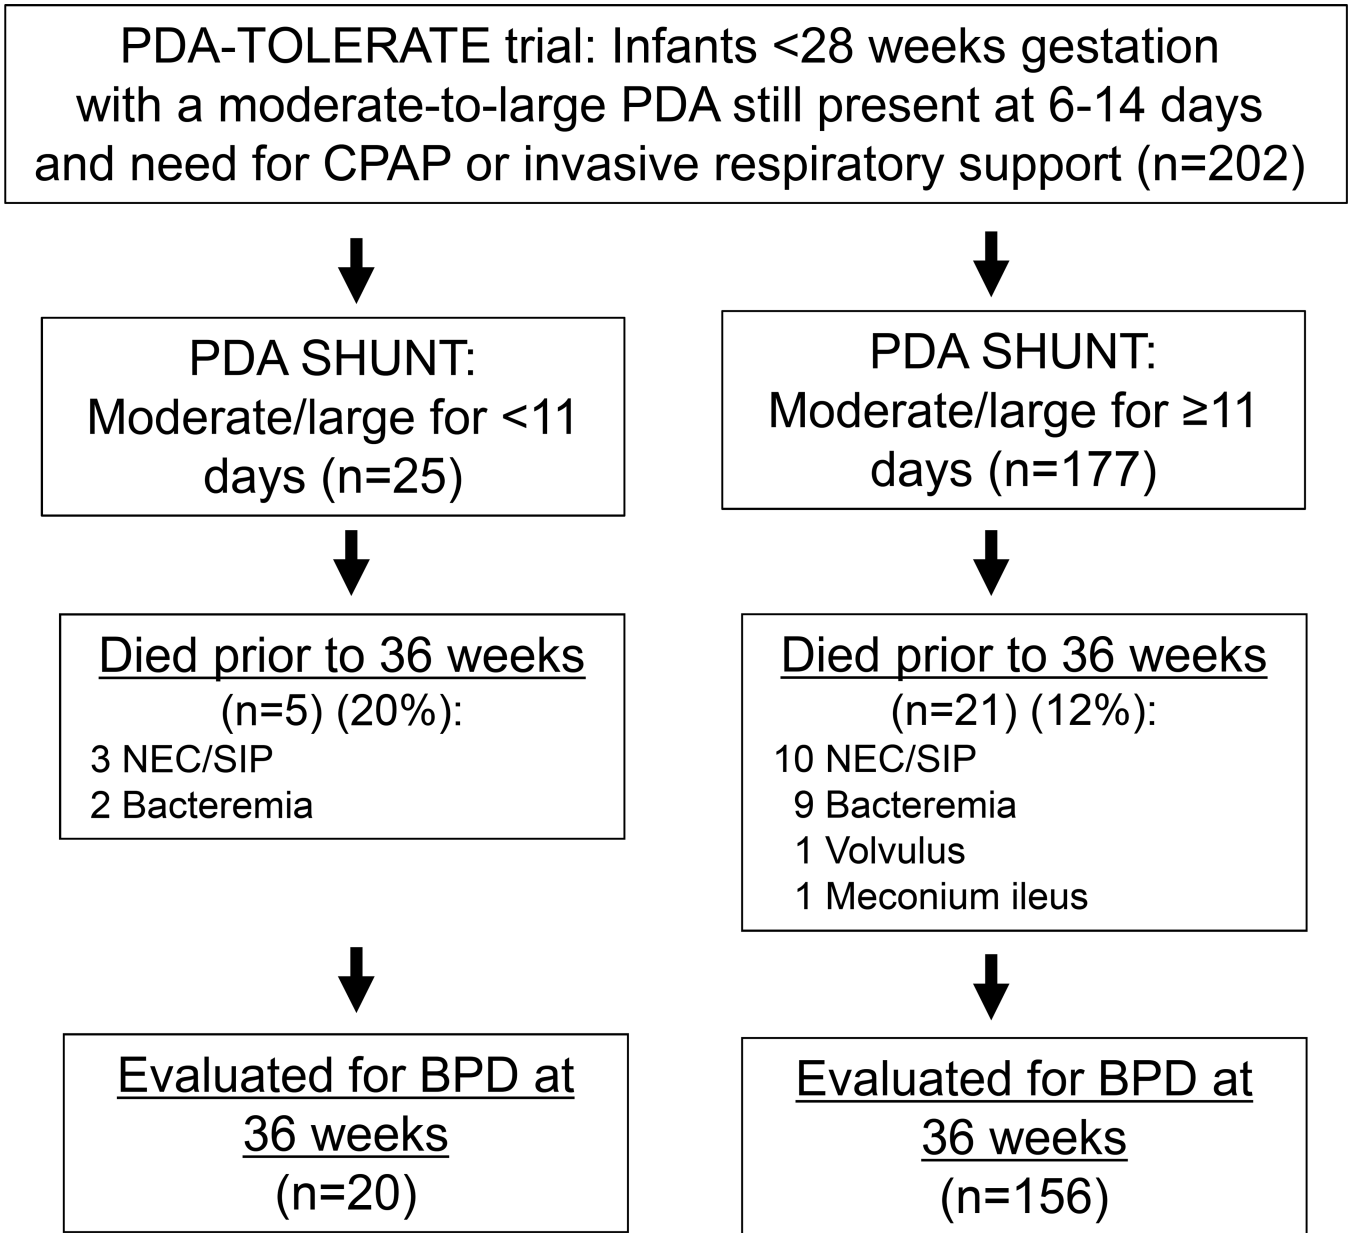 PDA-TOLERATE trial: Infants <28 weeks gestation
with a moderate-to-large PDA still present at 6-14 days
and need for CPAP or invasive respiratory support (n=202)
PDA SHUNT:
Moderate/large for <11
days (n=25)
PDA SHUNT:
Moderate/large for ≥11
days (n=177)
Died prior to 36 weeks
(n=5) (20%):
3 NEC/SIP
2 Bacteremia
Died prior to 36 weeks
(n=21) (12%):
10 NEC/SIP
9 Bacteremia
1 Volvulus
1 Meconium ileus
Evaluated for BPD at
36 weeks
(n=20)
Evaluated for BPD at
36 weeks
(n=156)